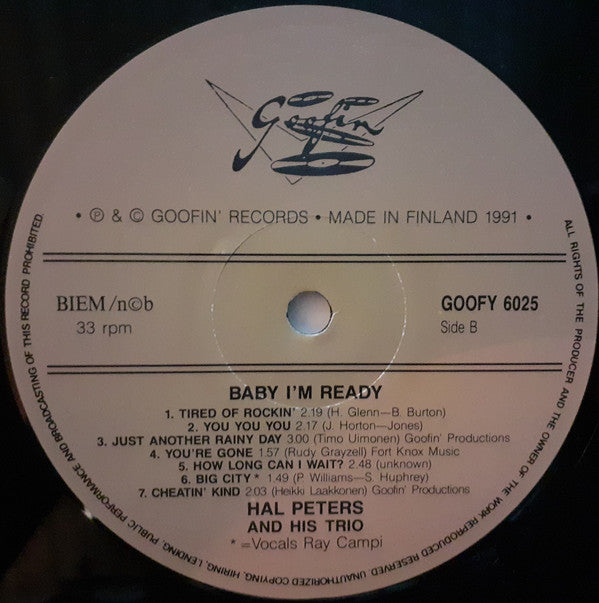 Goofin
• ℗ & © GOOFIN' RECORDS • MADE IN FINLAND 1991 •
BIEM/n©b
33 rpm
GOOFY 6025
Side B
BABY I'M READY
1. TIRED OF ROCKIN' 2.19 (H. Glenn—B. Burton)
2. YOU YOU YOU 2.17 (J. Horton—Jones)
3. JUST ANOTHER RAINY DAY 3.00 (Timo Uimonen) Goofin' Productions
4. YOU'RE GONE 1.57 (Rudy Grayzell) Fort Knox Music
5. HOW LONG CAN I WAIT? 2.48 (unknown)
6. BIG CITY* 1.49 (P. Williams—S. Huphrey)
7. CHEATIN' KIND 2.03 (Heikki Laakkonen) Goofin' Productions
HAL PETERS
AND HIS TRIO
* =Vocals Ray Campi
ALL RIGHTS OF THE PRODUCER AND THE OWNER OF THE WORK REPRODUCED RESERVED. UNAUTHORIZED COPYING, HIRING, LENDING, PUBLIC PERFORMANCE AND BROADCASTING OF THIS RECORD PROHIBITED.